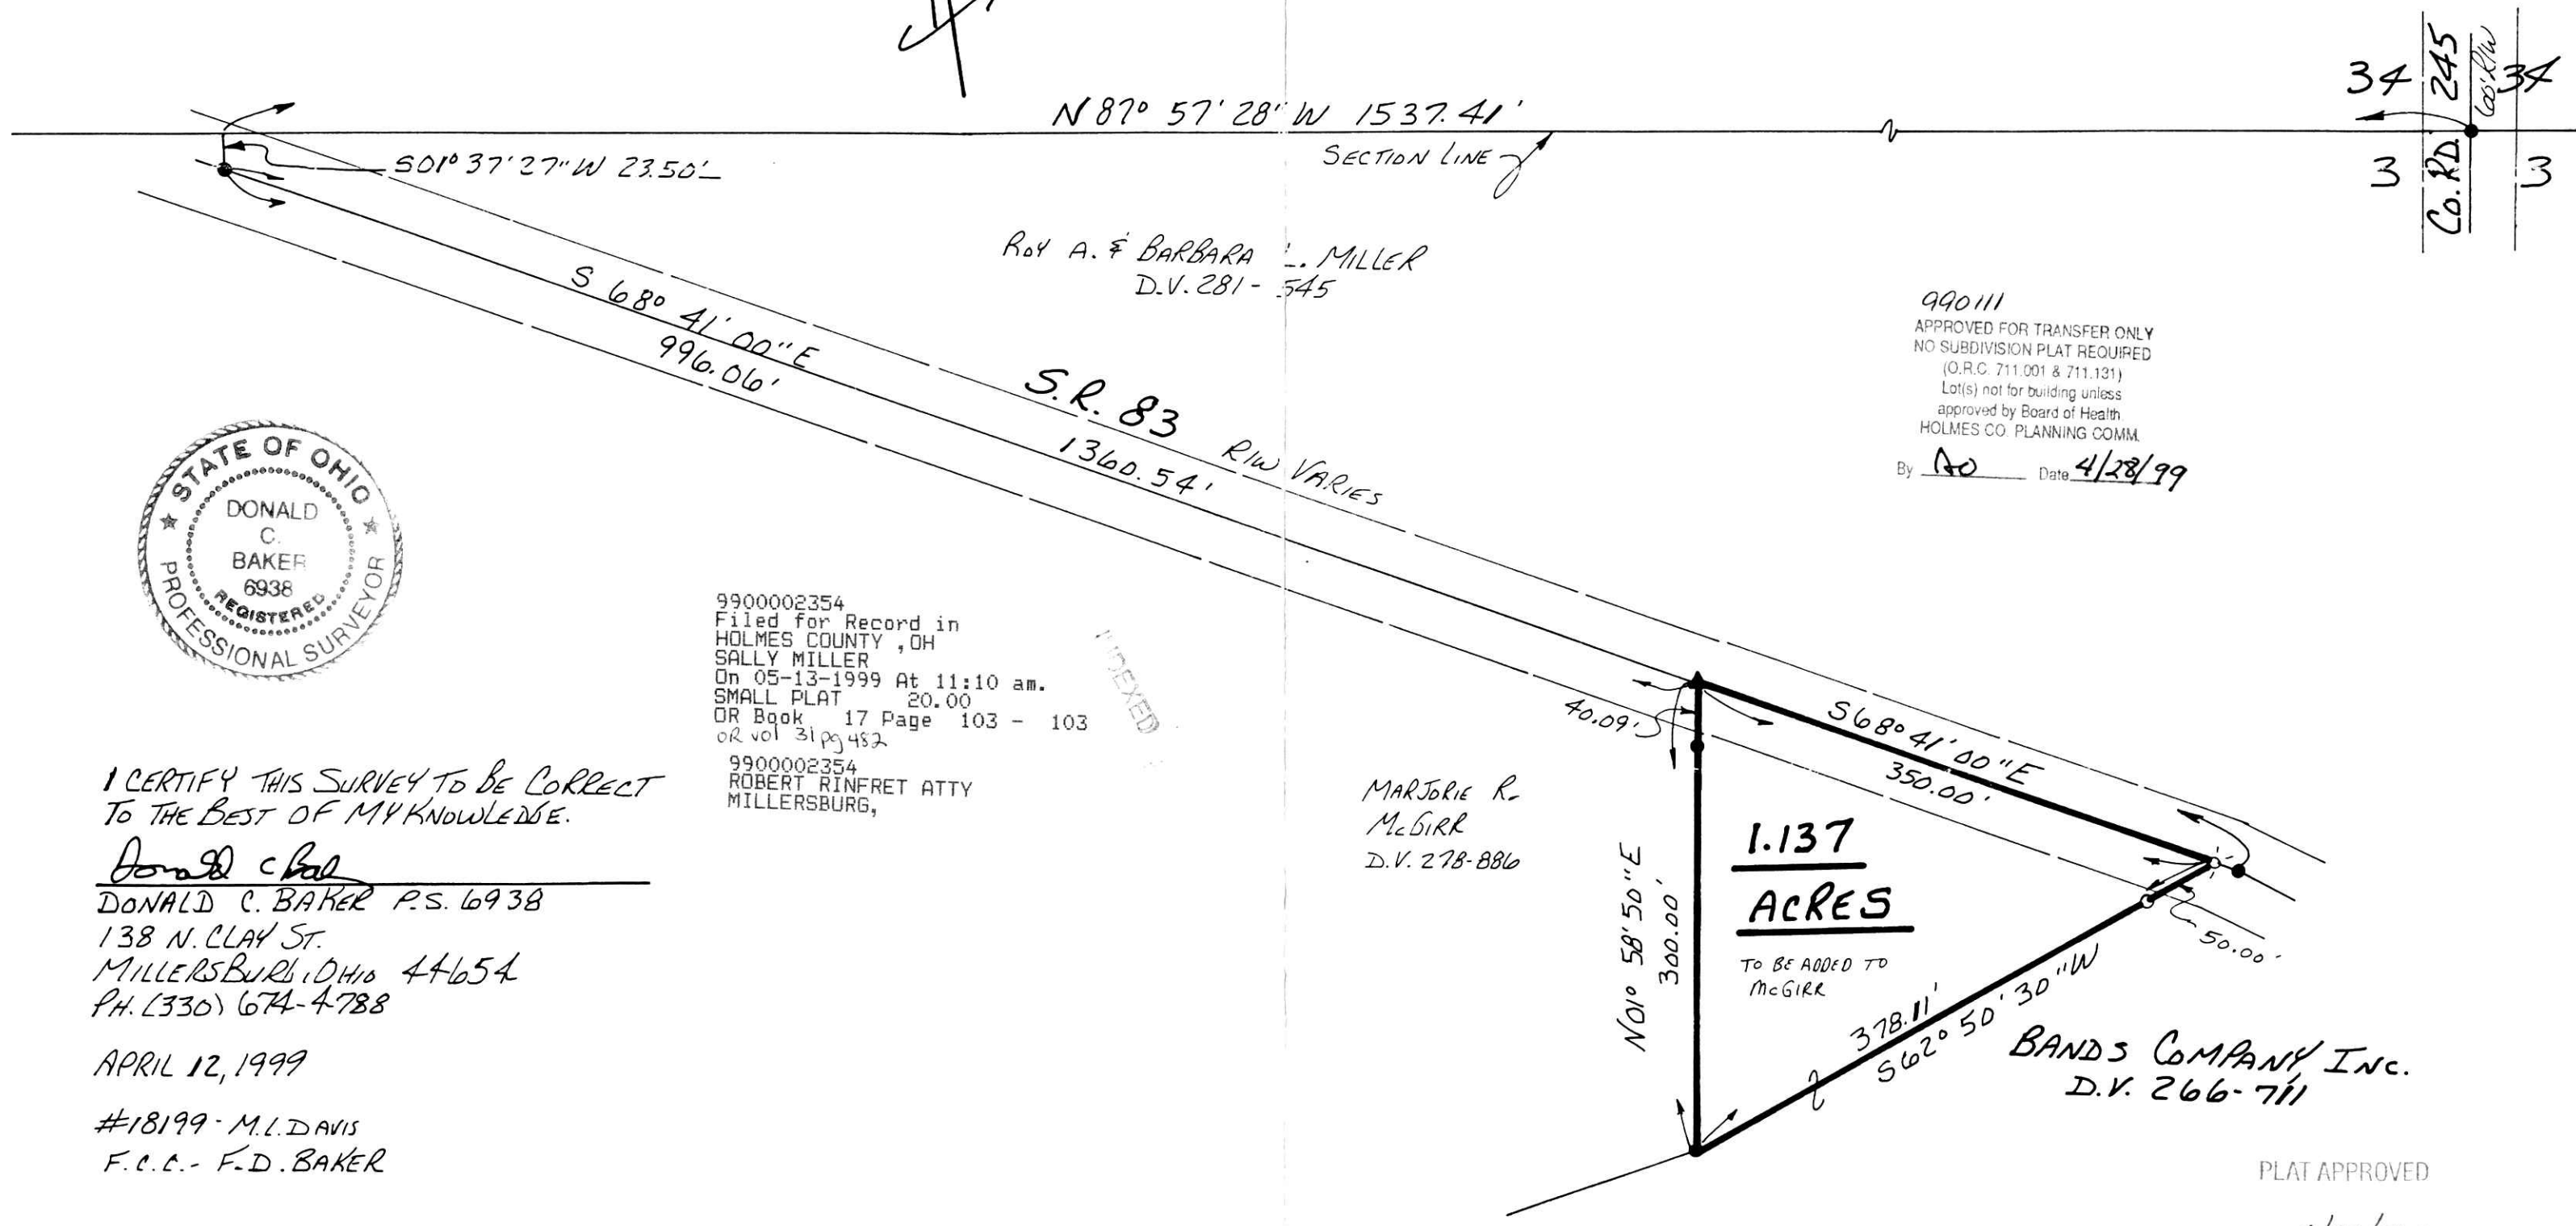 N 87° 57' 28" W 1537.41'
SECTION LINE
34
34
3
3
CO. RD. 245
60' R/W
S01° 37' 27" W 23.50'
ROY A. & BARBARA L. MILLER
D.V. 281-545
S 68° 41' 00" E
996.06'
S.R. 83 R/W VARIES
1360.54'
990111
APPROVED FOR TRANSFER ONLY
NO SUBDIVISION PLAT REQUIRED
(O.R.C. 711.001 & 711.131)
Lot(s) not for building unless
approved by Board of Health
HOLMES CO. PLANNING COMM.
By Date 4/28/99
STATE OF OHIO
DONALD
C.
BAKER
6938
REGISTERED
PROFESSIONAL SURVEYOR
9900002354
Filed for Record in
HOLMES COUNTY ,OH
SALLY MILLER
On 05-13-1999 At 11:10 am.
SMALL PLAT 20.00
OR Book 17 Page 103 - 103
OR vol 31 pg 482
9900002354
ROBERT RINFRET ATTY
MILLERSBURG,
INDEXED
I CERTIFY THIS SURVEY TO BE CORRECT
TO THE BEST OF MY KNOWLEDGE.
Donald C Bak
DONALD C. BAKER P.S. 6938
138 N. CLAY ST.
MILLERSBURG, OHIO 44654
PH. (330) 674-4788
APRIL 12, 1999
#18199 - M.L. DAVIS
F.C.C. - F.D. BAKER
40.09'
S68° 41' 00" E
350.00'
MARJORIE R.
McGIRR
D.V. 278-886
N01° 58' 50" E
300.00'
1.137
ACRES
TO BE ADDED TO
McGIRR
50.00'
378.11'
S62° 50' 30" W
BANDS COMPANY, INC.
D.V. 266-711
PLAT APPROVED